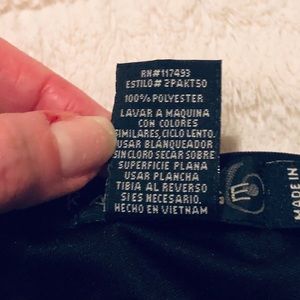 RN#117493
ESTILO# 2PAKT50
100% POLYESTER
LAVAR A MAQUINA
CON COLORES
SIMILARES, CICLO LENTO.
USAR BLANQUEADOR
SIN CLORO SECAR SOBRE
SUPERFICIE PLANA
USAR PLANCHA
TIBIA AL REVERSO
SI ES NECESARIO.
HECHO EN VIETNAM
MADE IN